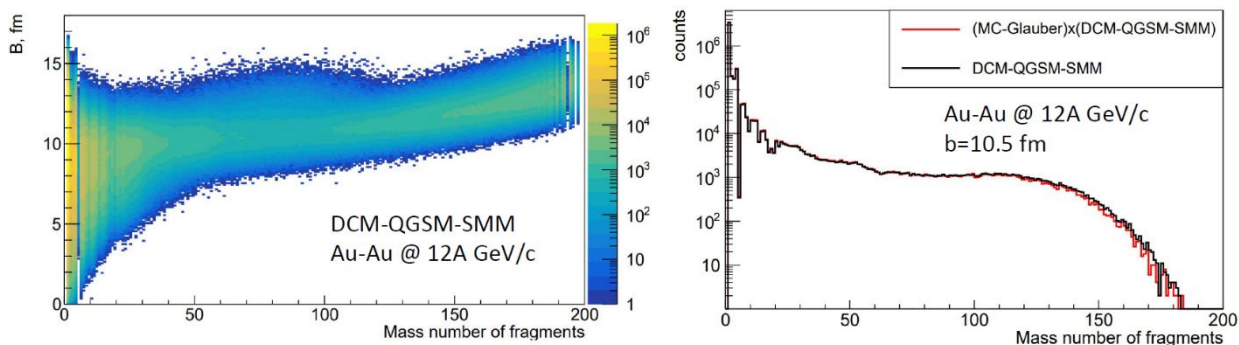 B, fm
15
10
5
0
0
50
100
150
200
Mass number of fragments
DCM-QGSM-SMM
Au-Au @ 12A GeV/c
10⁶
10⁵
10⁴
10³
10²
10
1
counts
10⁶
10⁵
10⁴
10³
10²
10
0
50
100
150
200
Mass number of fragments
(MC-Glauber)x(DCM-QGSM-SMM)
DCM-QGSM-SMM
Au-Au @ 12A GeV/c
b=10.5 fm